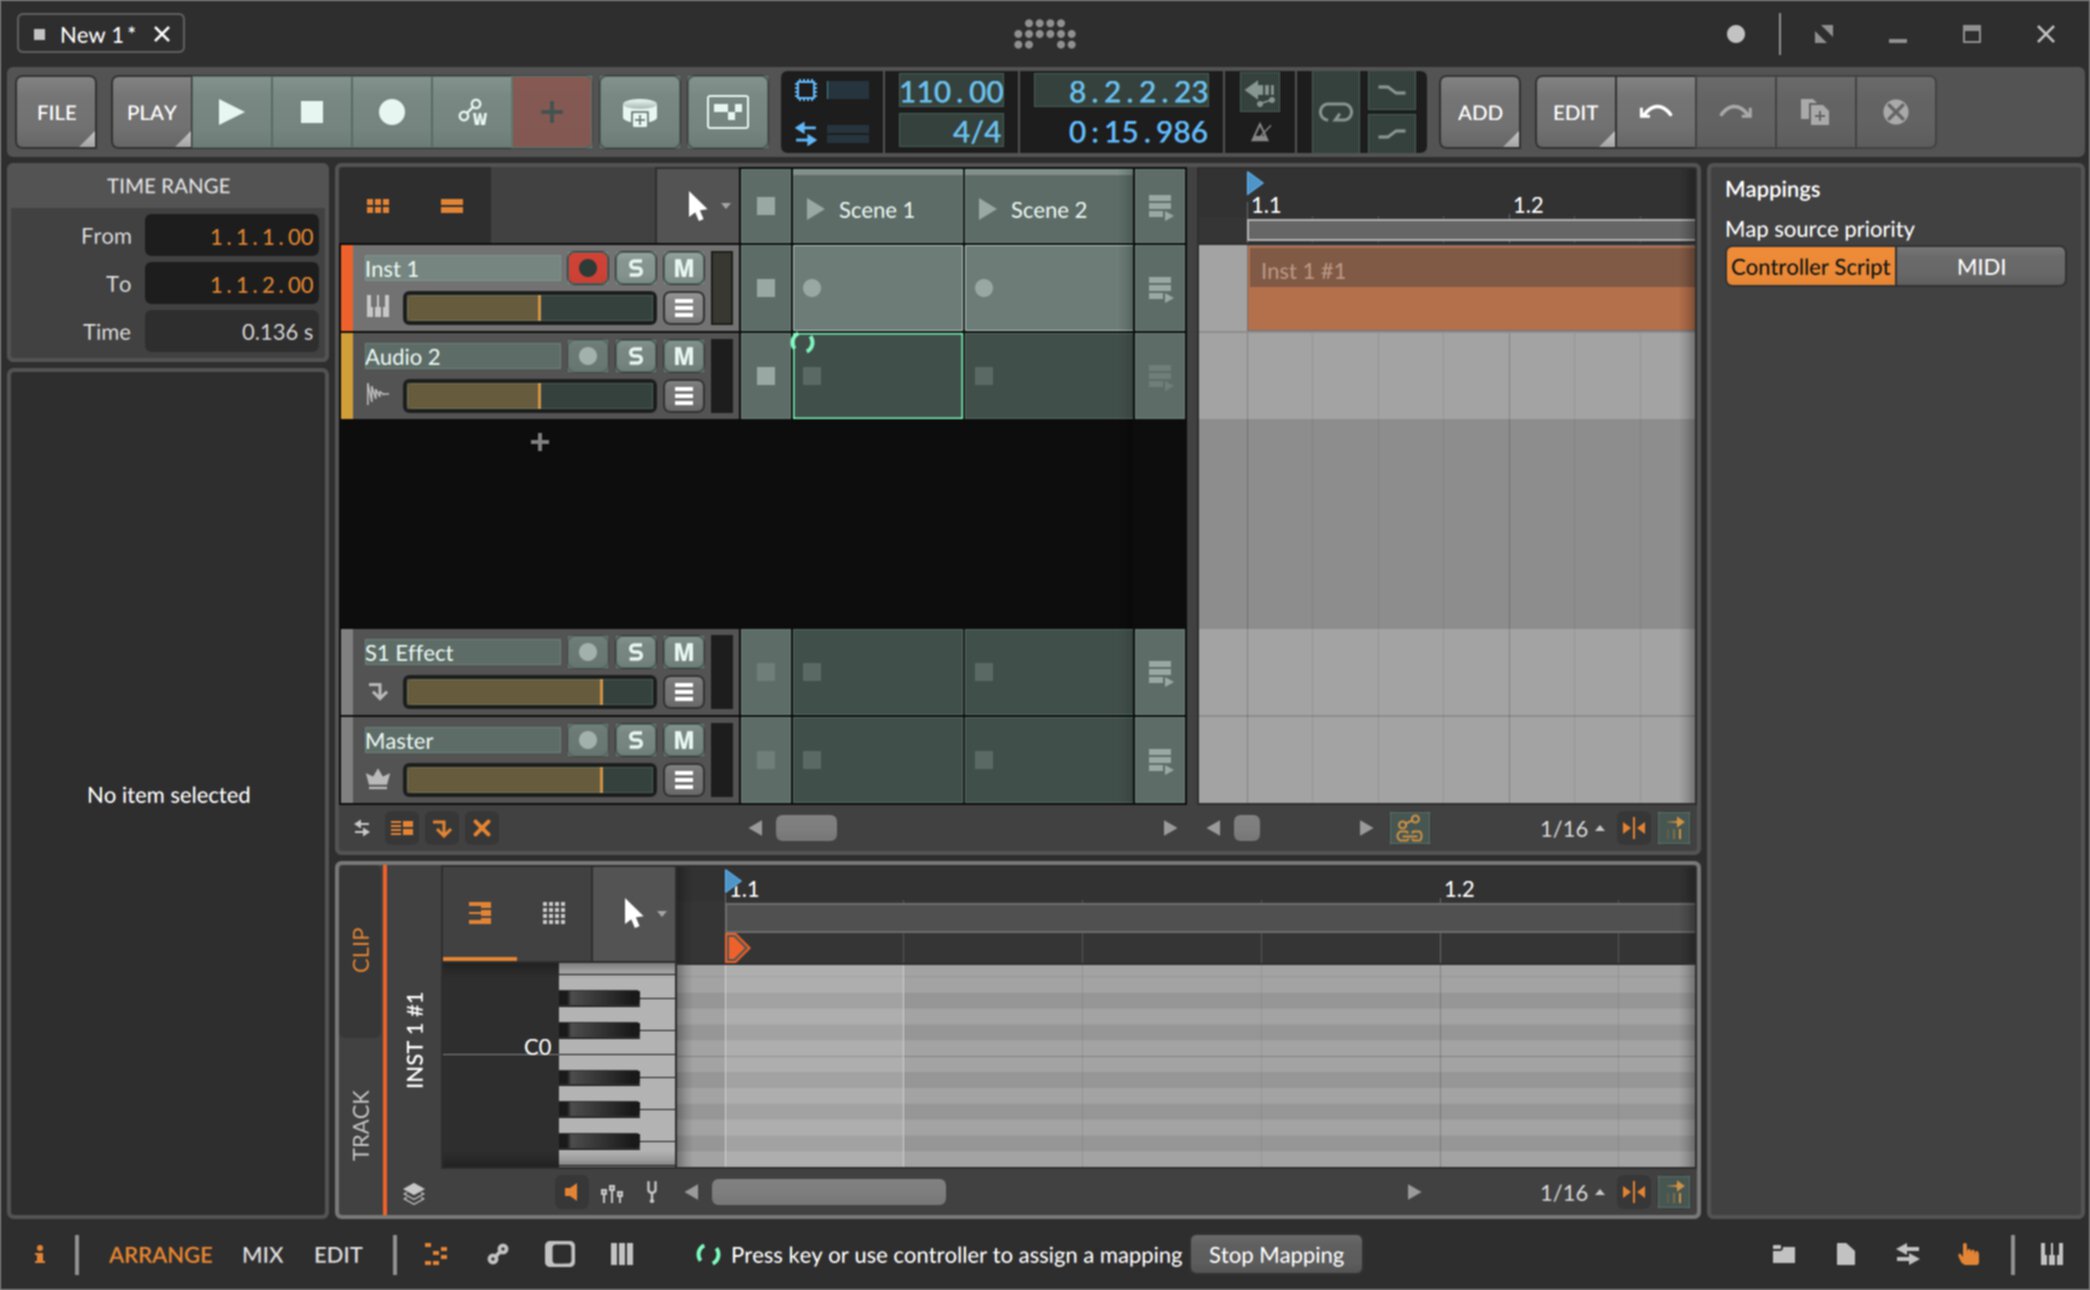 New 1*
FILE
PLAY
W
110.00
4/4
8.2.2.23
0:15.986
ADD
EDIT
TIME RANGE
From 1.1.1.00
To 1.1.2.00
Time 0.136 s
No item selected
Scene 1
Scene 2
1.1
1.2
Inst 1
S
M
Inst 1 #1
Audio 2
S
M
S1 Effect
S
M
Master
S
M
1/16
Mappings
Map source priority
Controller Script
MIDI
CLIP
TRACK
INST 1 #1
1.1
1.2
C0
1/16
ARRANGE
MIX
EDIT
Press key or use controller to assign a mapping
Stop Mapping